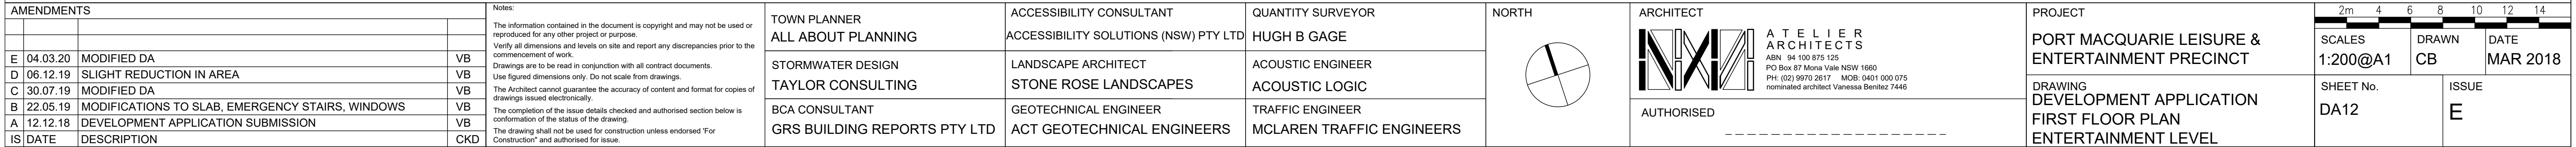 AMENDMENTS
E 04.03.20 MODIFIED DA VB
D 06.12.19 SLIGHT REDUCTION IN AREA VB
C 30.07.19 MODIFIED DA VB
B 22.05.19 MODIFICATIONS TO SLAB, EMERGENCY STAIRS, WINDOWS VB
A 12.12.18 DEVELOPMENT APPLICATION SUBMISSION VB
IS DATE DESCRIPTION CKD
Notes:
The information contained in the document is copyright and may not be used or
reproduced for any other project or purpose.
Verify all dimensions and levels on site and report any discrepancies prior to the
commencement of work.
Drawings are to be read in conjunction with all contract documents.
Use figured dimensions only. Do not scale from drawings.
The Architect cannot guarantee the accuracy of content and format for copies of
drawings issued electronically.
The completion of the issue details checked and authorised section below is
conformation of the status of the drawing.
The drawing shall not be used for construction unless endorsed 'For
Construction" and authorised for issue.
TOWN PLANNER
ALL ABOUT PLANNING
STORMWATER DESIGN
TAYLOR CONSULTING
BCA CONSULTANT
GRS BUILDING REPORTS PTY LTD
ACCESSIBILITY CONSULTANT
ACCESSIBILITY SOLUTIONS (NSW) PTY LTD
LANDSCAPE ARCHITECT
STONE ROSE LANDSCAPES
GEOTECHNICAL ENGINEER
ACT GEOTECHNICAL ENGINEERS
QUANTITY SURVEYOR
HUGH B GAGE
ACOUSTIC ENGINEER
ACOUSTIC LOGIC
TRAFFIC ENGINEER
MCLAREN TRAFFIC ENGINEERS
NORTH
ARCHITECT
ATELIER
ARCHITECTS
ABN 94 100 875 125
PO Box 87 Mona Vale NSW 1660
PH: (02) 9970 2617 MOB: 0401 000 075
nominated architect Vanessa Benitez 7446
AUTHORISED
PROJECT
PORT MACQUARIE LEISURE &
ENTERTAINMENT PRECINCT
DRAWING
DEVELOPMENT APPLICATION
FIRST FLOOR PLAN
ENTERTAINMENT LEVEL
2m 4 6 8 10 12 14
SCALES
1:200@A1
DRAWN
CB
DATE
MAR 2018
SHEET No.
DA12
ISSUE
E